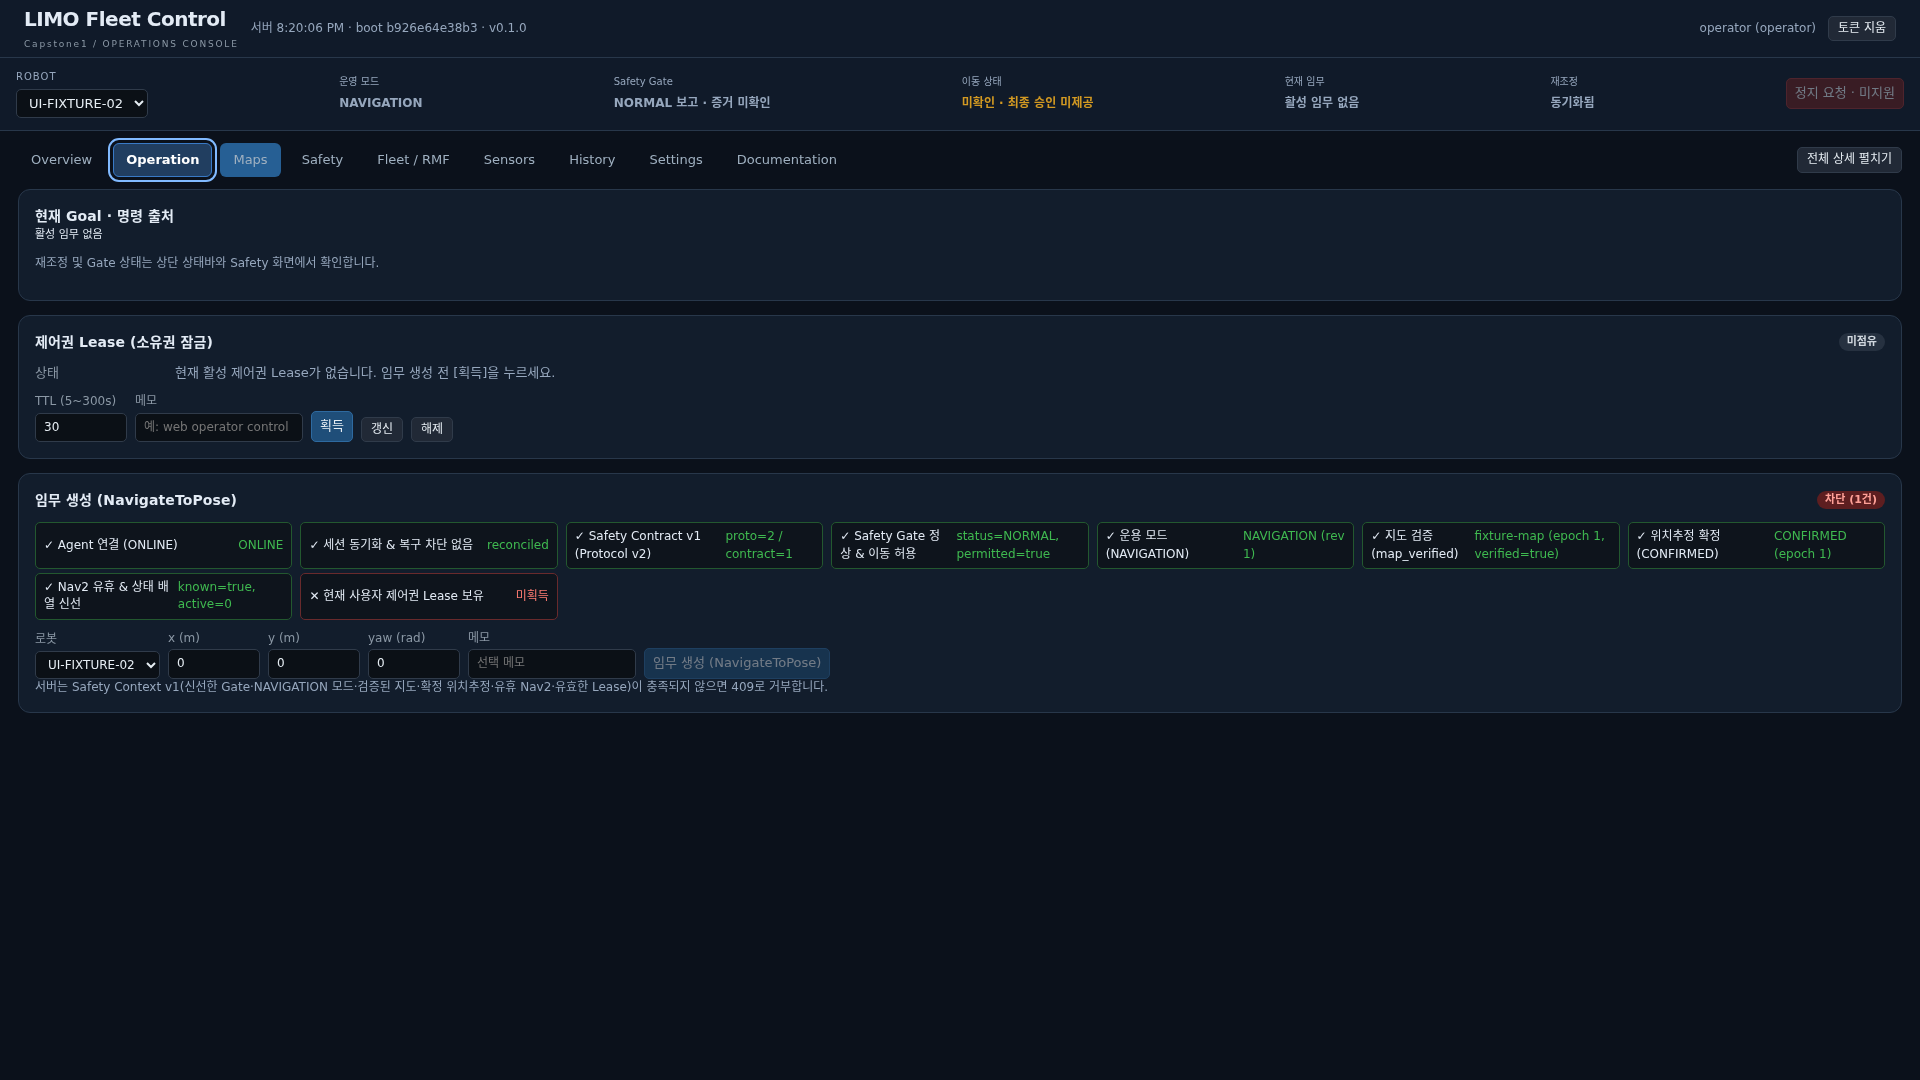 LIMO Fleet Control
Capstone1 / OPERATIONS CONSOLE
서버 8:20:06 PM · boot b926e64e38b3 · v0.1.0
operator (operator)
토큰 지움
ROBOT
UI-FIXTURE-02
운영 모드
NAVIGATION
Safety Gate
NORMAL 보고 · 증거 미확인
이동 상태
미확인 · 최종 승인 미제공
현재 임무
활성 임무 없음
재조정
동기화됨
정지 요청 · 미지원
Overview
Operation
Maps
Safety
Fleet / RMF
Sensors
History
Settings
Documentation
전체 상세 펼치기
현재 Goal · 명령 출처
활성 임무 없음
재조정 및 Gate 상태는 상단 상태바와 Safety 화면에서 확인합니다.
제어권 Lease (소유권 잠금)
미점유
상태
현재 활성 제어권 Lease가 없습니다. 임무 생성 전 [획득]을 누르세요.
TTL (5~300s)
메모
30
예: web operator control
획득
갱신
해제
임무 생성 (NavigateToPose)
차단 (1건)
✓ Agent 연결 (ONLINE)
ONLINE
✓ 세션 동기화 & 복구 차단 없음
reconciled
✓ Safety Contract v1
(Protocol v2)
proto=2 /
contract=1
✓ Safety Gate 정
상 & 이동 허용
status=NORMAL,
permitted=true
✓ 운용 모드
(NAVIGATION)
NAVIGATION (rev
1)
✓ 지도 검증
(map_verified)
fixture-map (epoch 1,
verified=true)
✓ 위치추정 확정
(CONFIRMED)
CONFIRMED
(epoch 1)
✓ Nav2 유휴 & 상태 배
열 신선
known=true,
active=0
✕ 현재 사용자 제어권 Lease 보유
미획득
로봇
x (m)
y (m)
yaw (rad)
메모
UI-FIXTURE-02
0
0
0
선택 메모
임무 생성 (NavigateToPose)
서버는 Safety Context v1(신선한 Gate·NAVIGATION 모드·검증된 지도·확정 위치추정·유휴 Nav2·유효한 Lease)이 충족되지 않으면 409로 거부합니다.